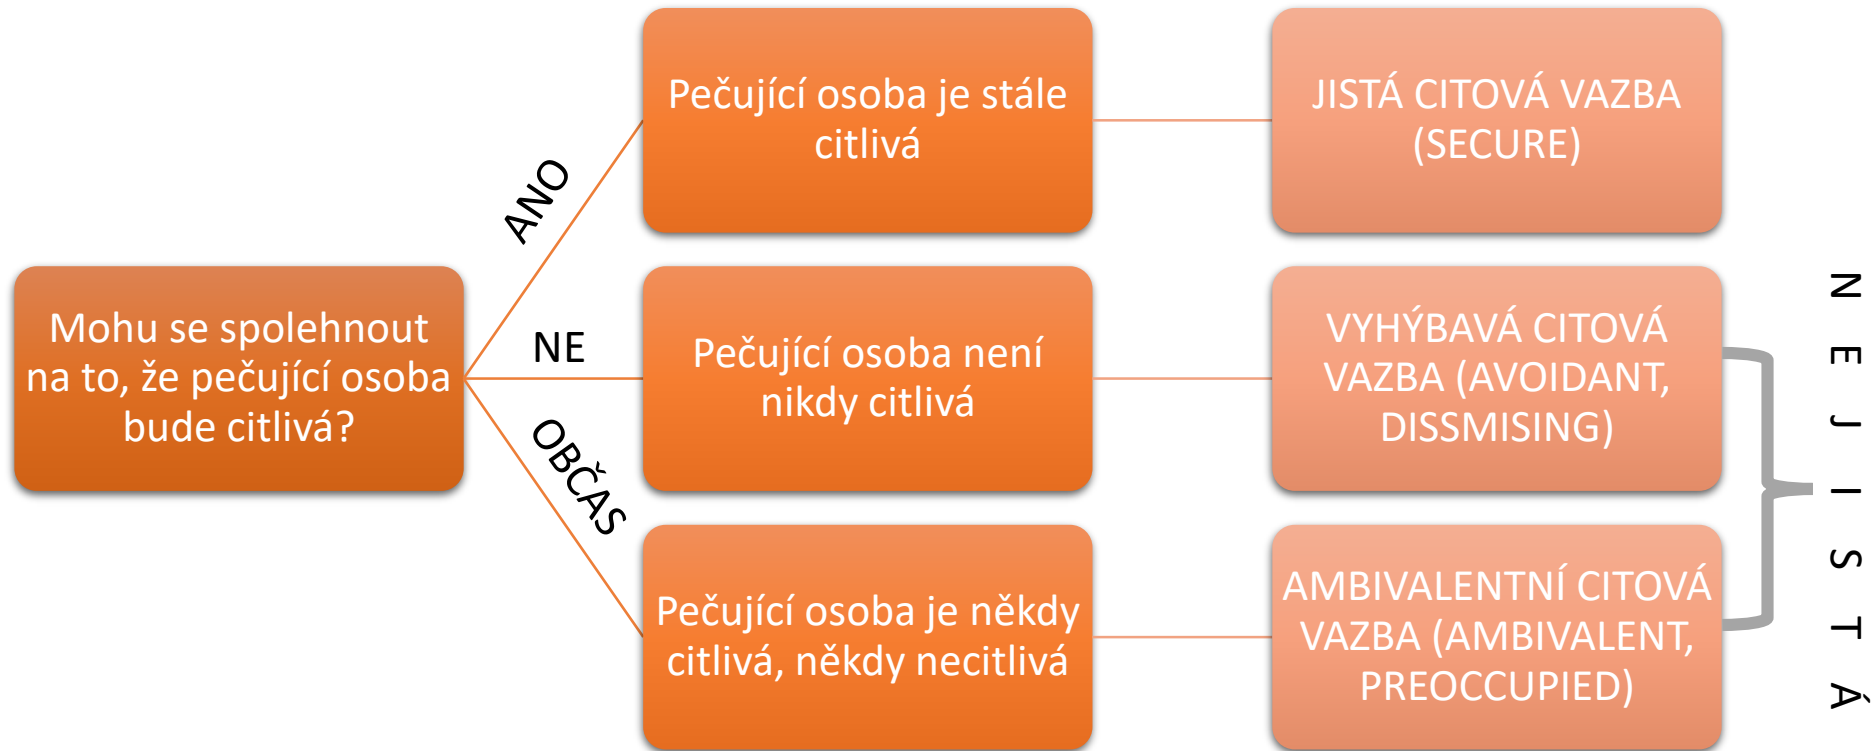 Mohu se spolehnout
na to, že pečující osoba
bude citlivá?
ANO
Pečující osoba je stále
citlivá
JISTÁ CITOVÁ VAZBA
(SECURE)
NE
Pečující osoba není
nikdy citlivá
VYHÝBAVÁ CITOVÁ
VAZBA (AVOIDANT,
DISSMISING)
OBČAS
Pečující osoba je někdy
citlivá, někdy necitlivá
AMBIVALENTNÍ CITOVÁ
VAZBA (AMBIVALENT,
PREOCCUPIED)
N E J I S T Á